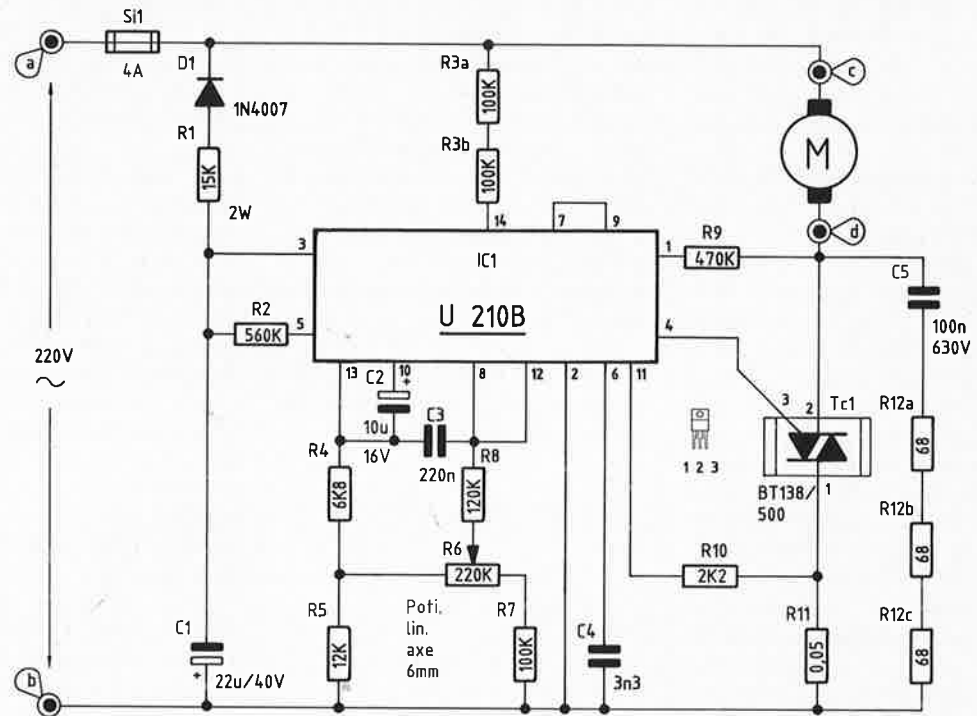 Si1
a
4A
D1
1N4007
R1
15K
2W
R3a
100K
R3b
100K
c
M
d
14
7
9
3
IC1
1
R9
470K
U 210B
R2
560K
5
4
C5
100n
630V
220V
~
13
10
8
12
2
6
11
C2
+
10u
16V
C3
220n
R4
6K8
R8
120K
3
2
Tc1
1 2 3
BT138/
500
1
R12a
68
R12b
68
R6
220K
R10
2K2
Poti.
lin.
axe
6mm
R5
12K
R7
100K
C4
3n3
R11
0,05
R12c
68
C1
+
22u/40V
b